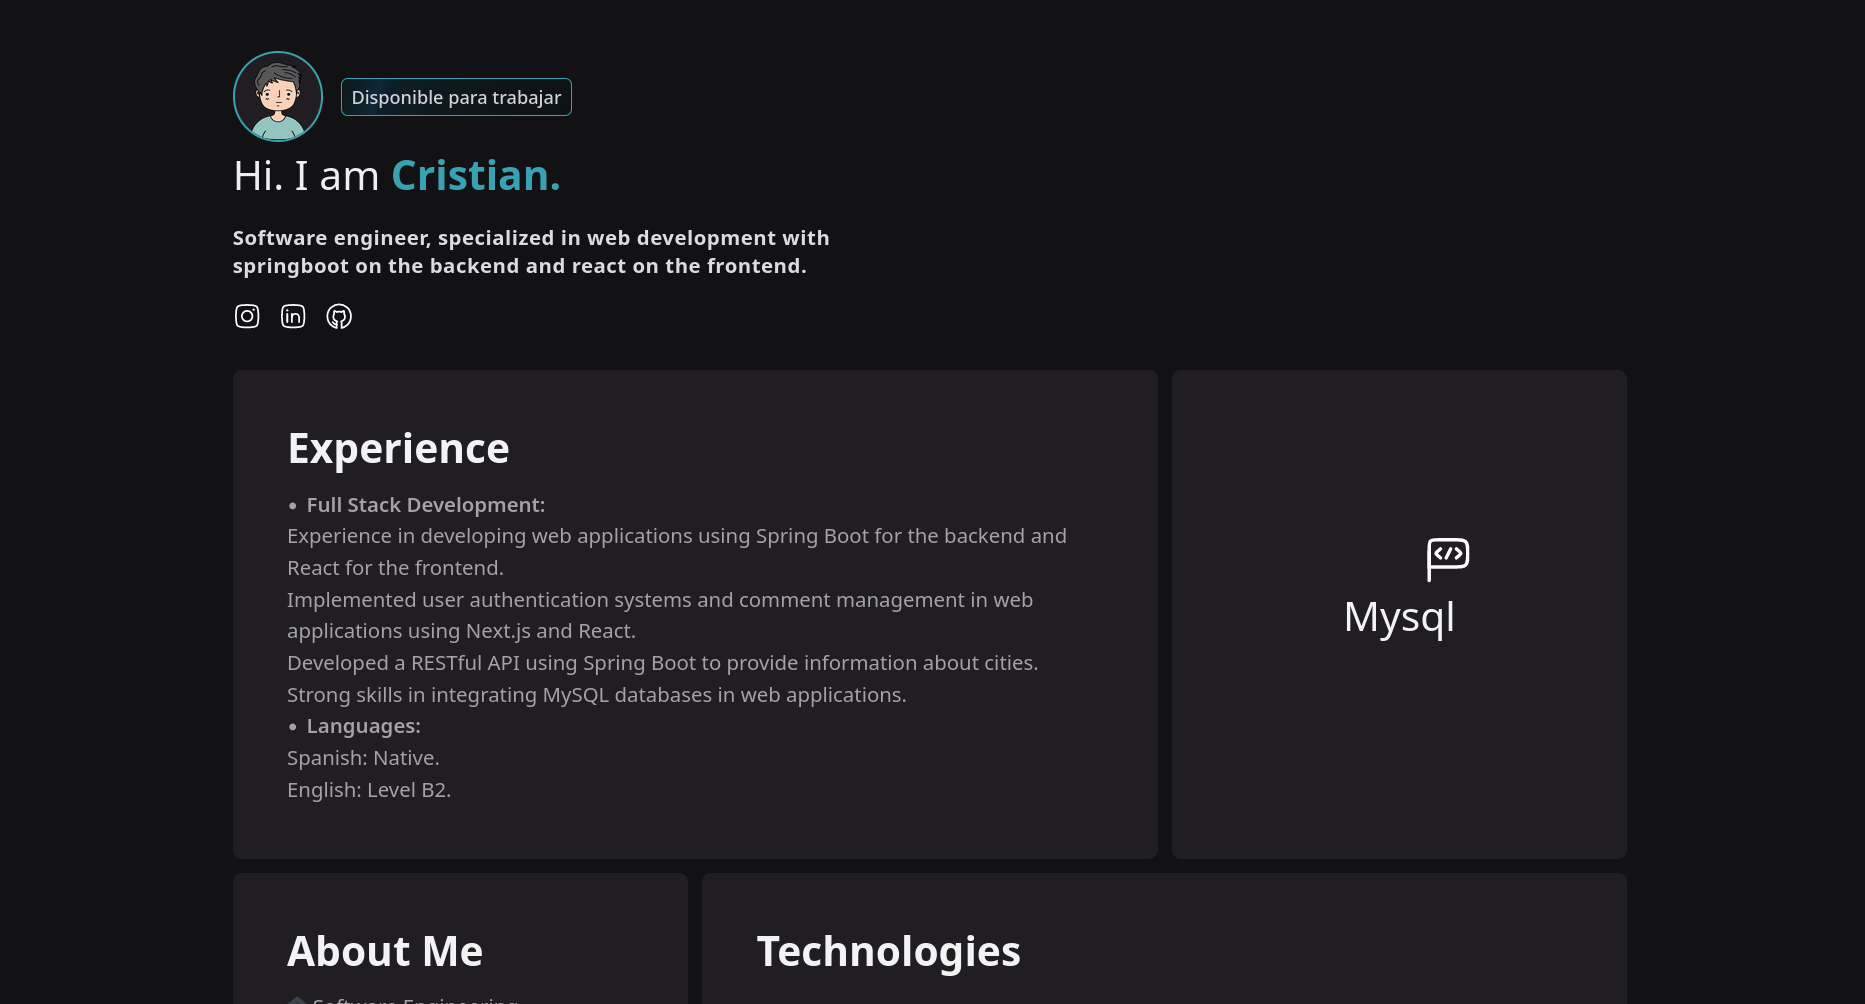 Disponible para trabajar
Hi. I am Cristian.
Software engineer, specialized in web development with
springboot on the backend and react on the frontend.
Experience
• Full Stack Development:
Experience in developing web applications using Spring Boot for the backend and
React for the frontend.
Implemented user authentication systems and comment management in web
applications using Next.js and React.
Developed a RESTful API using Spring Boot to provide information about cities.
Strong skills in integrating MySQL databases in web applications.
• Languages:
Spanish: Native.
English: Level B2.
Mysql
About Me
Software Engineering
Technologies